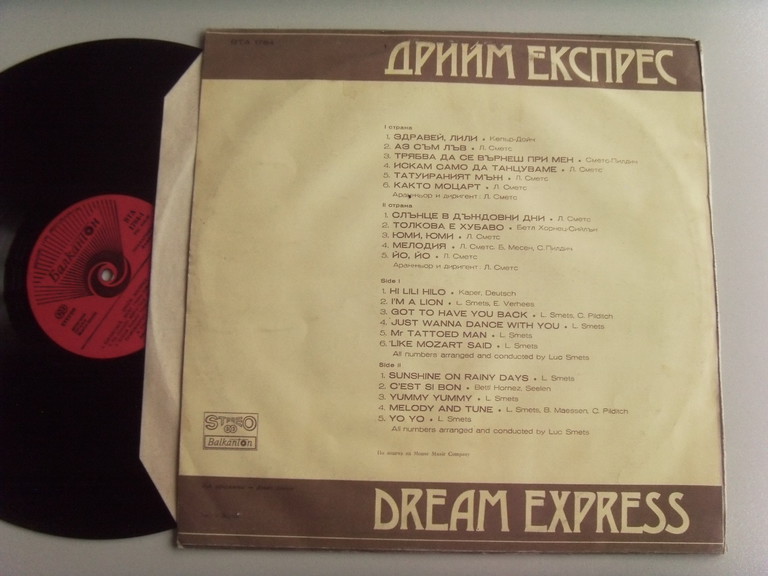 ДРИЙМ ЕКСПРЕС
I страна
1. ЗДРАВЕЙ, ЛИЛИ • Капър-Дойч
2. АЗ СЪМ ЛЪВ • Л. Сметс
3. ТРЯБВА ДА СЕ ВЪРНЕШ ПРИ МЕН • Сметс-Пилдич
4. ИСКАМ САМО ДА ТАНЦУВАМЕ • Л. Сметс
5. ТАТУИРАНИЯТ МЪЖ • Л. Сметс
6. КАКТО МОЦАРТ • Л. Сметс
Аранжьор и диригент: Л. Сметс
II страна
1. СЛЪНЦЕ В ДЪЖДОВНИ ДНИ • Л. Сметс
2. ТОЛКОВА Е ХУБАВО • Бети
3. ЮМИ, ЮМИ • Л. Сметс
4. МЕЛОДИЯ • Л. Сметс, Б. Месен, С. Пилдич
5. ЙО, ЙО • Л. Сметс
Аранжьор и диригент: Л. Сметс
Side I
1. HI LILI HILO • Kaper, Deutsch
2. I'M A LION • L. Smets, E. Verhees
3. GOT TO HAVE YOU BACK • L. Smets, C. Pilditch
4. JUST WANNA DANCE WITH YOU • L. Smets
5. Mr TATTOED MAN • L. Smets
6. LIKE MOZART SAID • L. Smets
All numbers arranged and conducted by Luc Smets
Side II
1. SUNSHINE ON RAINY DAYS • L. Smets
2. C'EST SI BON • Betti Hornez, Seelen
3. YUMMY YUMMY • L. Smets
4. MELODY AND TUNE • L. Smets, B. Maessen, C. Pilditch
5. YO YO • L. Smets
All numbers arranged and conducted by Luc Smets
STEREO
Balkanton
Music Company
DREAM EXPRESS
Балкантон